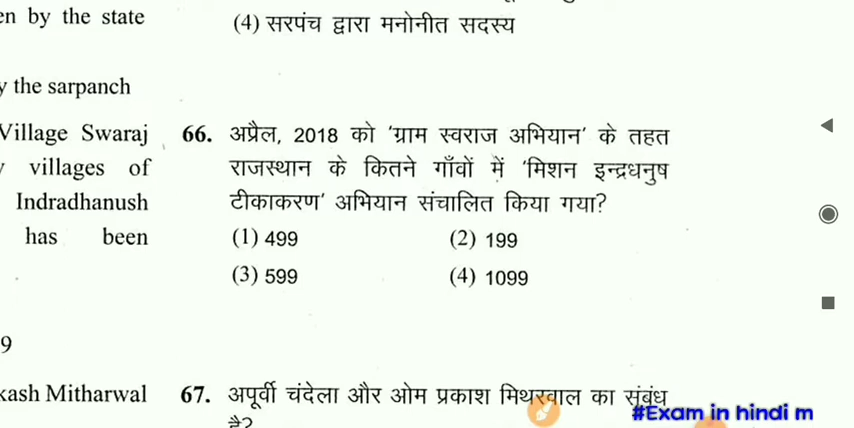 en by the state
(4) सरपंच द्वारा मनोनीत सदस्य
y the sarpanch
Village Swaraj
villages of
Indradhanush
has been
66. अप्रैल, 2018 को 'ग्राम स्वराज अभियान' के तहत
राजस्थान के कितने गाँवों में 'मिशन इन्द्रधनुष
टीकाकरण' अभियान संचालित किया गया?
(1) 499 (2) 199
(3) 599 (4) 1099
9
kash Mitharwal
67. अपूर्वी चंदेला और ओम प्रकाश मिथरवाल का संबंध
है?
#Exam in hindi m